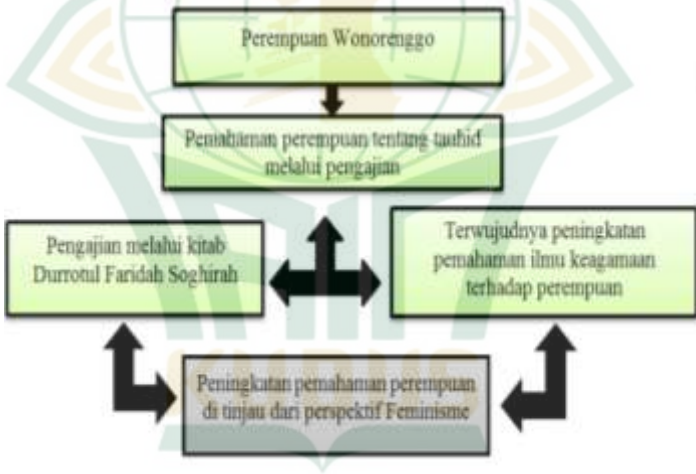 Perempuan Wonorenggo
Pemahaman perempuan tentang tauhid
melalui pengajian
Pengajian melalui kitab
Durrotul Faridah Soghirah
Terwujudnya peningkatan
pemahaman ilmu keagamaan
terhadap perempuan
Peningkatan pemahaman perempuan
di tinjau dari perspektif Feminisme
KUDUS